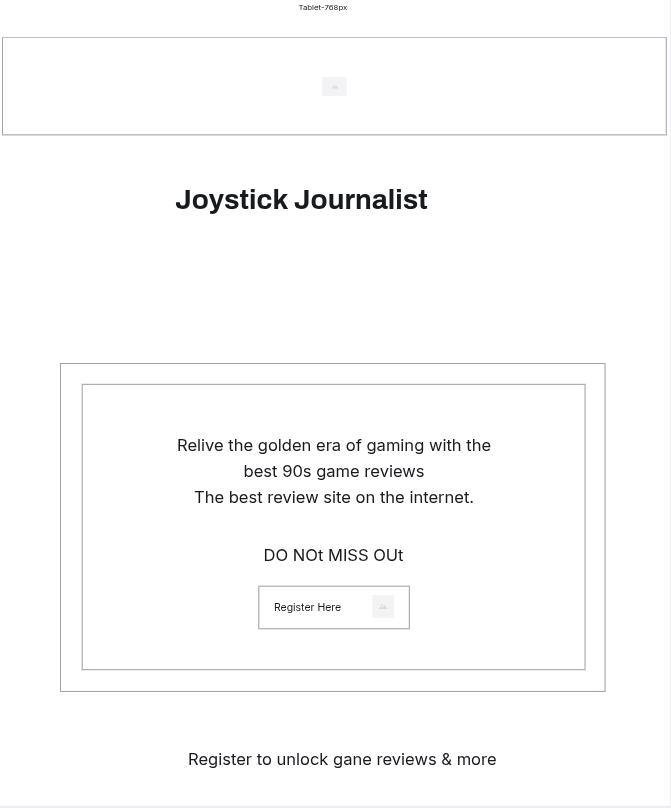 Tablet-768px
Joystick Journalist
Relive the golden era of gaming with the
best 90s game reviews
The best review site on the internet.
DO NOt MISS OUt
Register Here
Register to unlock gane reviews & more